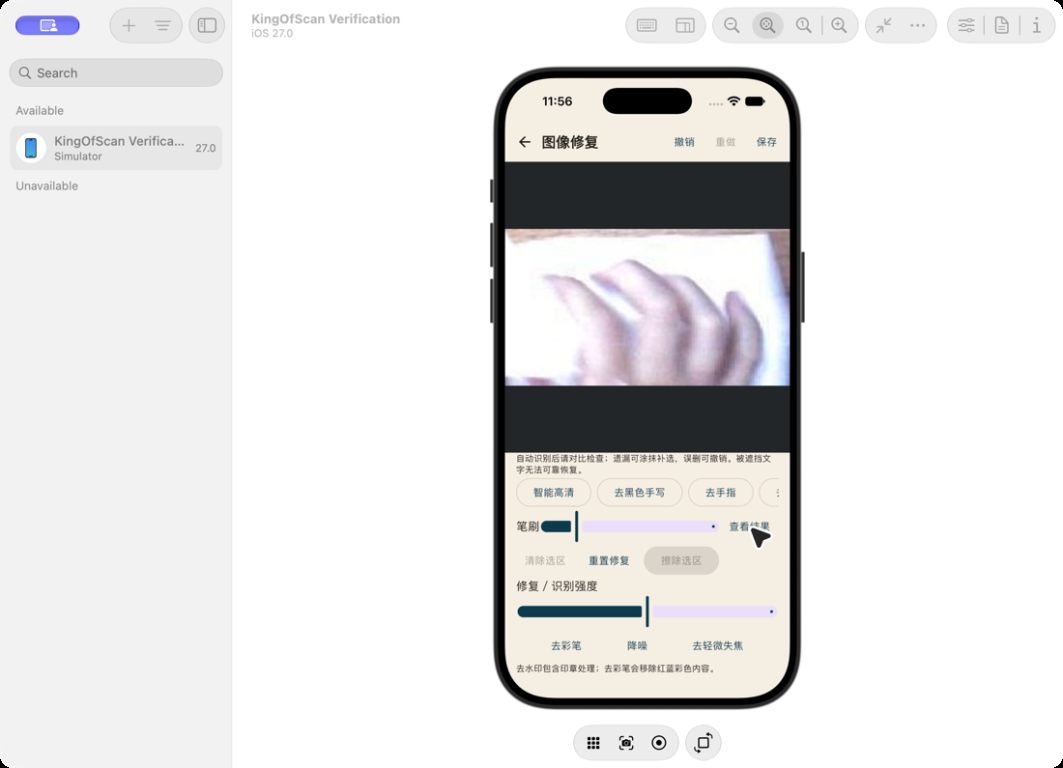 KingOfScan Verification
iOS 27.0
Search
Available
KingOfScan Verifica...
Simulator
27.0
Unavailable
11:56
图像修复
撤销
重做
保存
自动识别后请对比检查；遗漏可涂抹补选，误删可撤销。被遮挡文
字无法可靠恢复。
智能高清
去黑色手写
去手指
笔刷
查看结果
清除选区
重置修复
擦除选区
修复 / 识别强度
去彩笔
降噪
去轻微失焦
去水印包含印章处理；去彩笔会移除红蓝彩色内容。